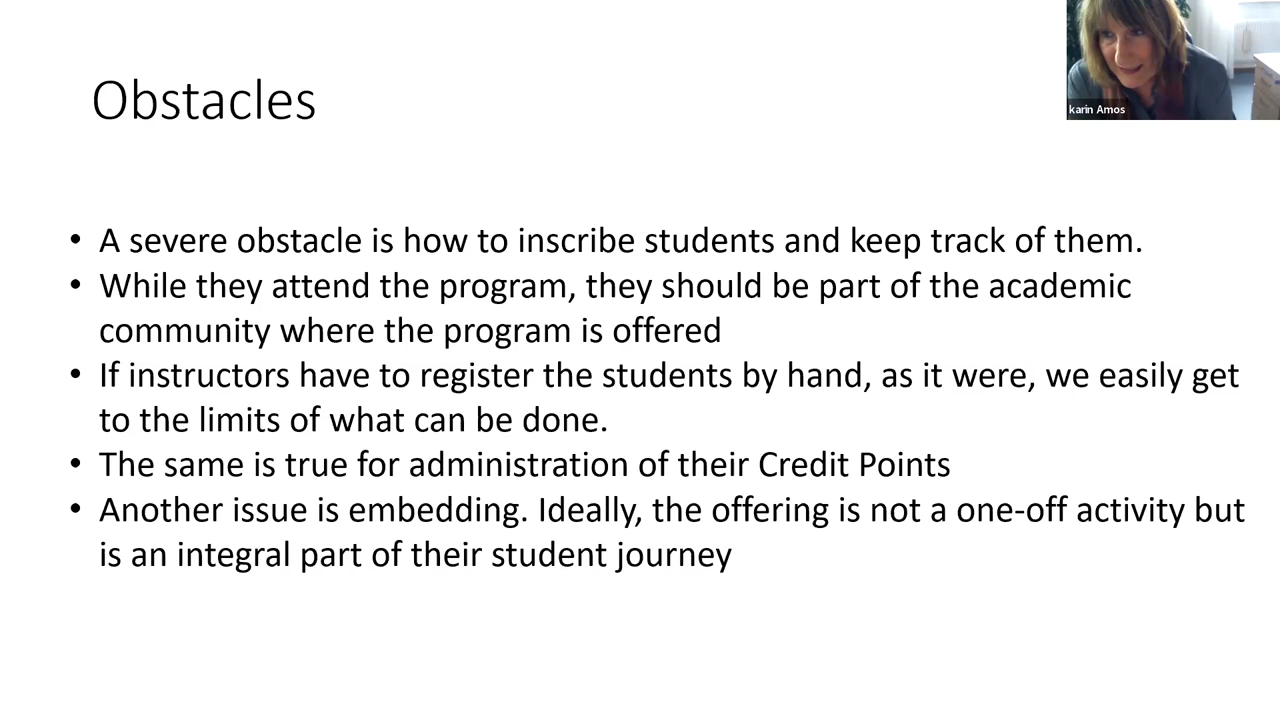 Obstacles
karin Amos
• A severe obstacle is how to inscribe students and keep track of them.
• While they attend the program, they should be part of the academic
community where the program is offered
• If instructors have to register the students by hand, as it were, we easily get
to the limits of what can be done.
• The same is true for administration of their Credit Points
• Another issue is embedding. Ideally, the offering is not a one-off activity but
is an integral part of their student journey